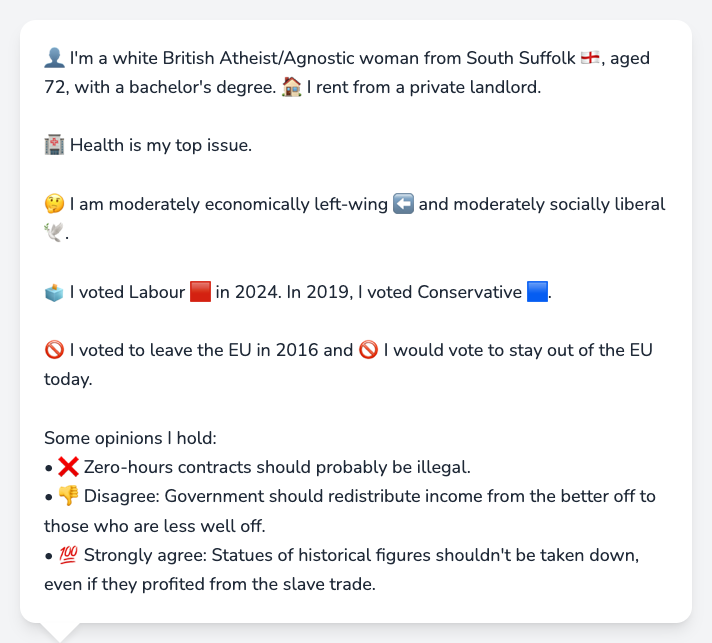 👤 I'm a white British Atheist/Agnostic woman from South Suffolk 🏴󠁧󠁢󠁥󠁮󠁧󠁿, aged
72, with a bachelor's degree. 🏠 I rent from a private landlord.
🏥 Health is my top issue.
🤔 I am moderately economically left-wing ⬅️ and moderately socially liberal
🕊️.
🗳️ I voted Labour 🟥 in 2024. In 2019, I voted Conservative 🟦.
🚫 I voted to leave the EU in 2016 and 🚫 I would vote to stay out of the EU
today.
Some opinions I hold:
• ❌ Zero-hours contracts should probably be illegal.
• 👎 Disagree: Government should redistribute income from the better off to
those who are less well off.
• 💯 Strongly agree: Statues of historical figures shouldn't be taken down,
even if they profited from the slave trade.